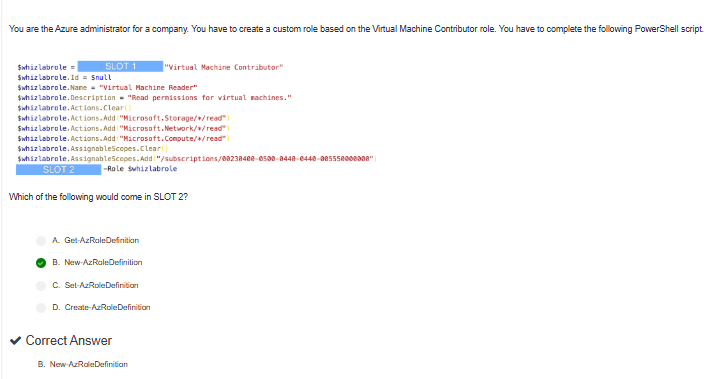 You are the Azure administrator for a company. You have to create a custom role based on the Virtual Machine Contributor role. You have to complete the following PowerShell script.
$whizlabrole = SLOT 1 "Virtual Machine Contributor"
$whizlabrole.Id = $null
$whizlabrole.Name = "Virtual Machine Reader"
$whizlabrole.Description = "Read permissions for virtual machines."
$whizlabrole.Actions.Clear()
$whizlabrole.Actions.Add("Microsoft.Storage/*/read")
$whizlabrole.Actions.Add("Microsoft.Network/*/read")
$whizlabrole.Actions.Add("Microsoft.Compute/*/read")
$whizlabrole.AssignableScopes.Clear()
$whizlabrole.AssignableScopes.Add("/subscriptions/00230400-0500-0440-0440-005550000000")
SLOT 2 -Role $whizlabrole
Which of the following would come in SLOT 2?
A. Get-AzRoleDefinition
B. New-AzRoleDefinition
C. Set-AzRoleDefinition
D. Create-AzRoleDefinition
Correct Answer
B. New-AzRoleDefinition